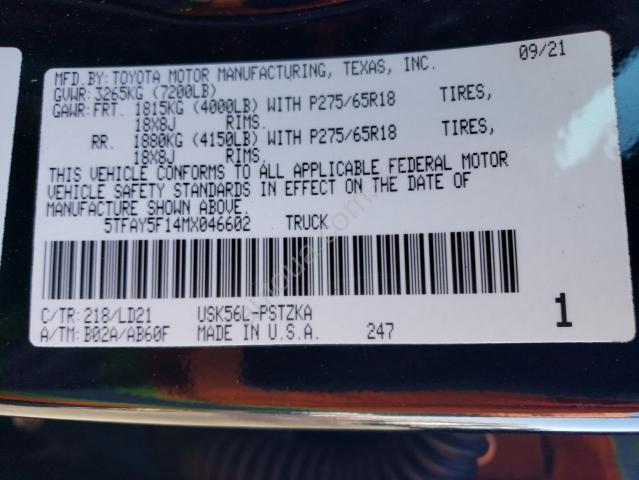 09/21
MFD.BY: TOYOTA MOTOR MANUFACTURING, TEXAS, INC.
GVWR: 3265KG (7200LB)
GAWR: FRT. 1815KG (4000LB) WITH P275/65R18 TIRES,
18X8J RIMS.
RR. 1880KG (4150LB) WITH P275/65R18 TIRES,
18X8J RIMS.
THIS VEHICLE CONFORMS TO ALL APPLICABLE FEDERAL MOTOR
VEHICLE SAFETY STANDARDS IN EFFECT ON THE DATE OF
MANUFACTURE SHOWN ABOVE.
5TFAY5F14MX046602 TRUCK
C/TR: 218/LD21 USK56L-PSTZKA
A/TM: B02A/AB60F MADE IN U.S.A. 247
1